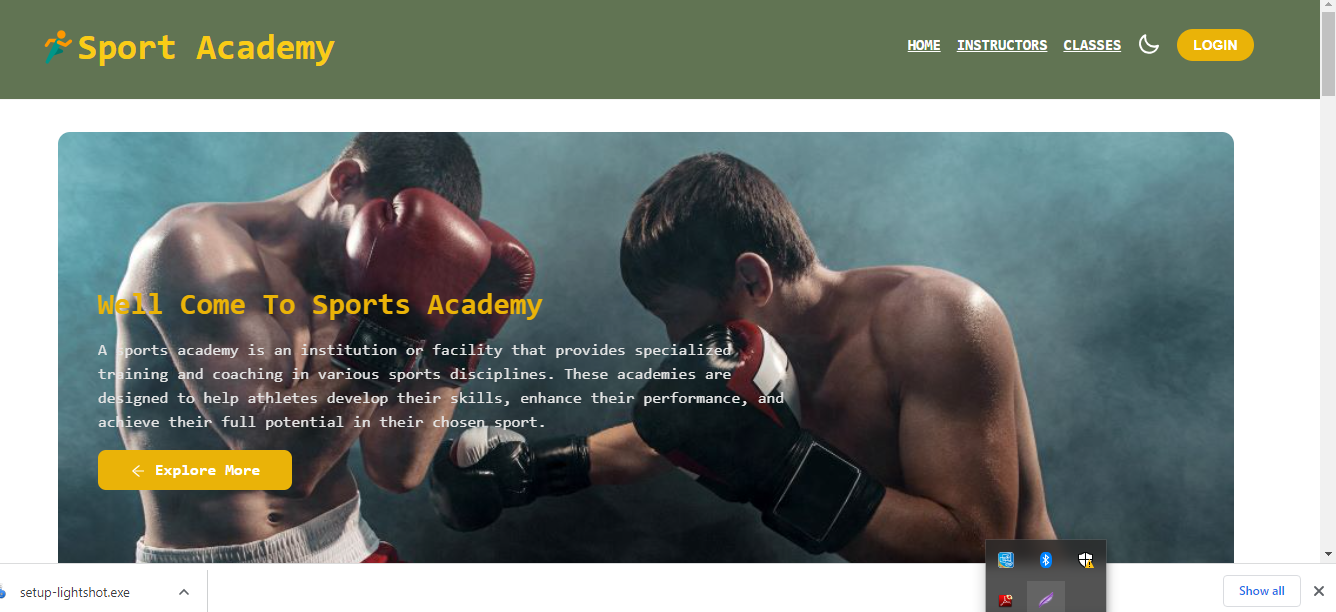 Sport Academy
HOME INSTRUCTORS CLASSES LOGIN
Well Come To Sports Academy
A sports academy is an institution or facility that provides specialized
training and coaching in various sports disciplines. These academies are
designed to help athletes develop their skills, enhance their performance, and
achieve their full potential in their chosen sport.
Explore More
setup-lightshot.exe
Show all